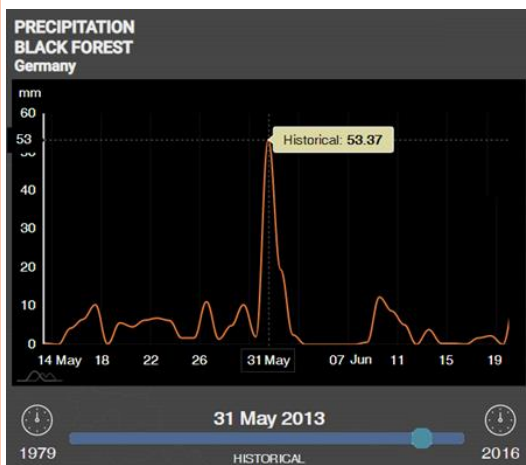 PRECIPITATION
BLACK FOREST
Germany
mm
60
53
50
40
30
20
10
0
Historical: 53.37
14 May 18 22 26 31 May 07 Jun 11 15 19
31 May 2013
1979
HISTORICAL
2016